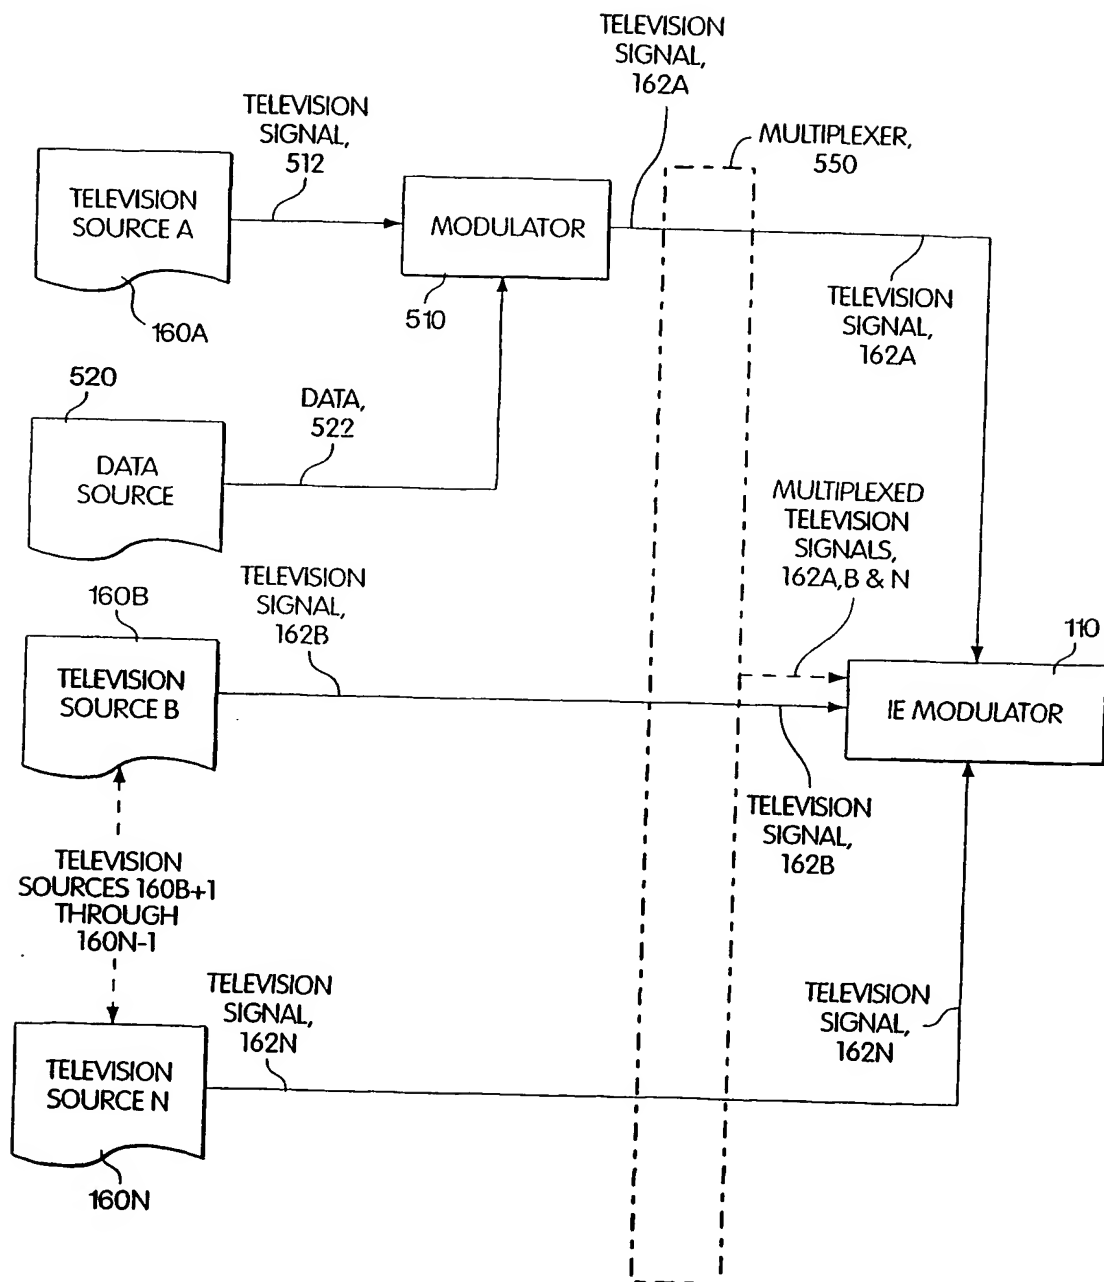 TELEVISION
SIGNAL,
162A
TELEVISION
SIGNAL,
512
MULTIPLEXER,
550
TELEVISION
SOURCE A
MODULATOR
510
160A
TELEVISION
SIGNAL,
162A
520
DATA,
522
DATA
SOURCE
MULTIPLEXED
TELEVISION
SIGNALS,
162A,B & N
160B
TELEVISION
SIGNAL,
162B
110
TELEVISION
SOURCE B
IE MODULATOR
TELEVISION
SIGNAL,
162B
TELEVISION
SOURCES 160B+1
THROUGH
160N-1
TELEVISION
SIGNAL,
162N
TELEVISION
SIGNAL,
162N
TELEVISION
SOURCE N
160N